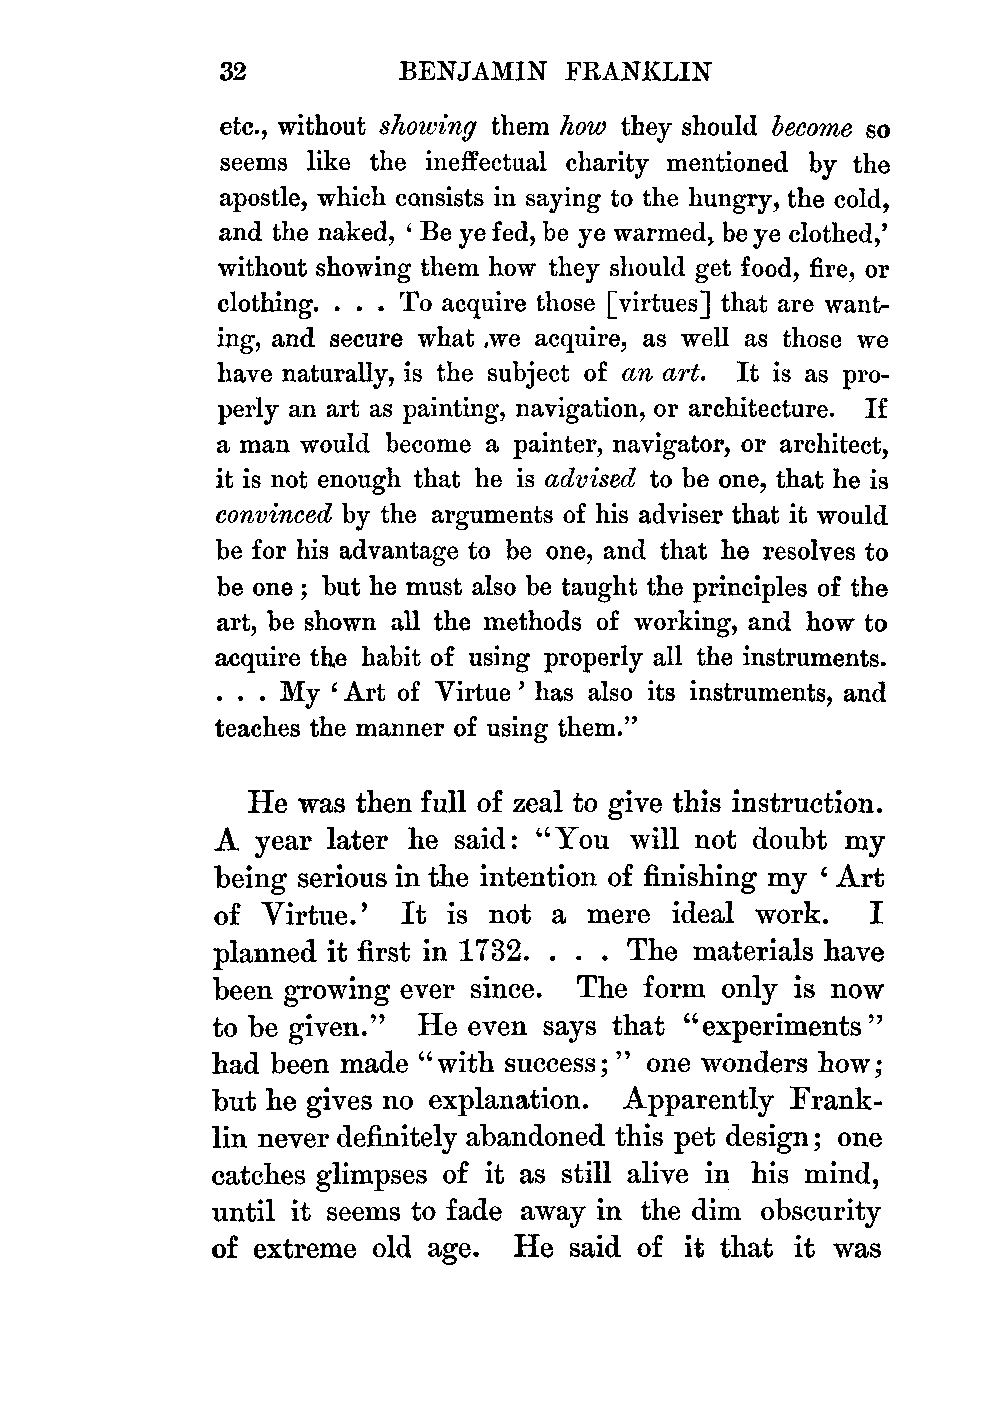 32 BENJAMIN FRANKLIN
etc., without showing them how they should become so
seems like the ineffectual charity mentioned by the
apostle, which consists in saying to the hungry, the cold,
and the naked, ‘ Be ye fed, be ye warmed, be ye clothed,’
without showing them how they should get food, fire, or
clothing. . . . To acquire those [virtues] that are want-
ing, and secure what we acquire, as well as those we
have naturally, is the subject of an art. It is as pro-
perly an art as painting, navigation, or architecture. If
a man would become a painter, navigator, or architect,
it is not enough that he is advised to be one, that he is
convinced by the arguments of his adviser that it would
be for his advantage to be one, and that he resolves to
be one ; but he must also be taught the principles of the
art, be shown all the methods of working, and how to
acquire the habit of using properly all the instruments.
. . . My ‘ Art of Virtue ’ has also its instruments, and
teaches the manner of using them.”
He was then full of zeal to give this instruction.
A year later he said: “You will not doubt my
being serious in the intention of finishing my ‘ Art
of Virtue.’ It is not a mere ideal work. I
planned it first in 1732. . . . The materials have
been growing ever since. The form only is now
to be given.” He even says that “experiments”
had been made “with success;” one wonders how;
but he gives no explanation. Apparently Frank-
lin never definitely abandoned this pet design; one
catches glimpses of it as still alive in his mind,
until it seems to fade away in the dim obscurity
of extreme old age. He said of it that it was